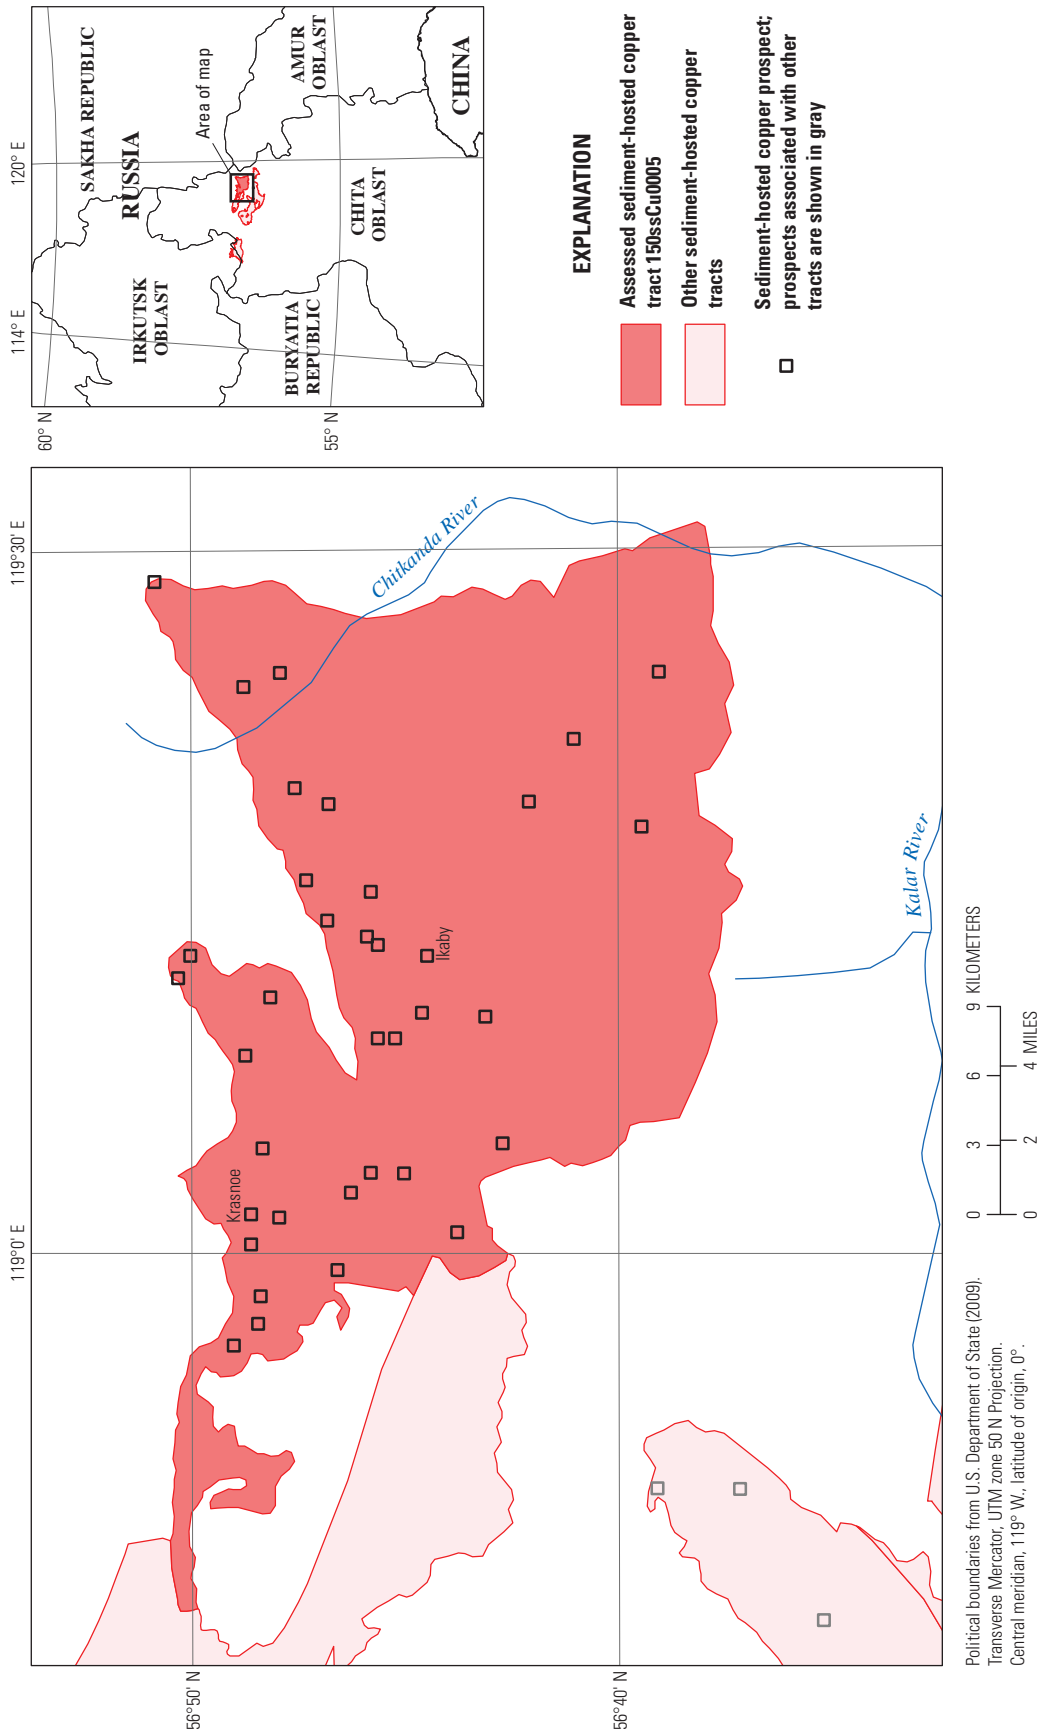 119°0' E
119°30' E
56°50' N
56°40' N
Krasnoe
Ikaby
Chitkanda River
Kalar River
114° E
120° E
60° N
55° N
SAKHA REPUBLIC
RUSSIA
IRKUTSK
OBLAST
Area of map
AMUR
OBLAST
BURYATIA
REPUBLIC
CHITA
OBLAST
CHINA
Political boundaries from U.S. Department of State (2009).
Transverse Mercator, UTM zone 50 N Projection.
Central meridian, 119° W., latitude of origin, 0°.
0 3 6 9 KILOMETERS
0 2 4 MILES
EXPLANATION
Assessed sediment-hosted copper
tract 150ssCu0005
Other sediment-hosted copper
tracts
Sediment-hosted copper prospect;
prospects associated with other
tracts are shown in gray